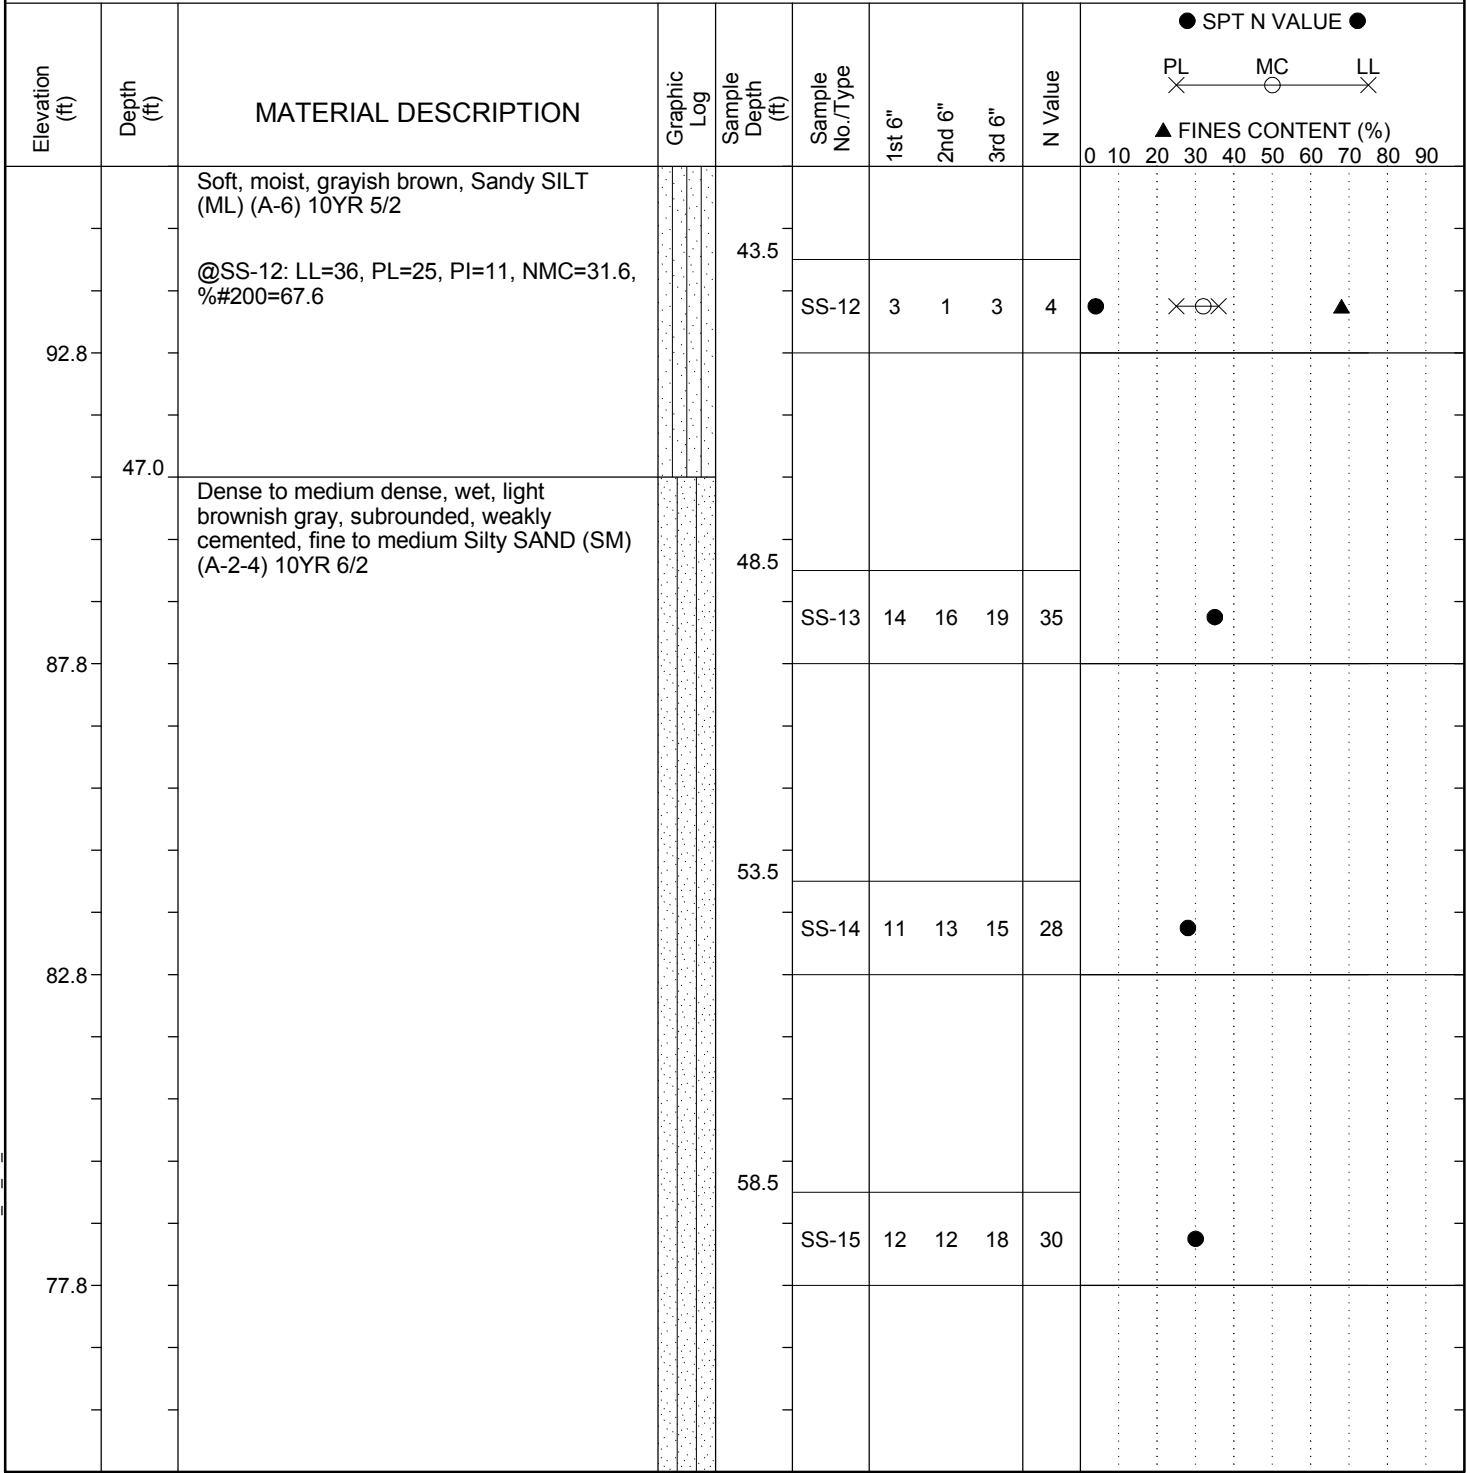 ● SPT N VALUE ●
PL MC LL
▲ FINES CONTENT (%)
0 10 20 30 40 50 60 70 80 90
Elevation
(ft)
Depth
(ft)
MATERIAL DESCRIPTION
Graphic
Log
Sample
Depth
(ft)
Sample
No./Type
1st 6"
2nd 6"
3rd 6"
N Value
Soft, moist, grayish brown, Sandy SILT
(ML) (A-6) 10YR 5/2
43.5
@SS-12: LL=36, PL=25, PI=11, NMC=31.6,
%#200=67.6
SS-12 3 1 3 4
92.8
47.0
Dense to medium dense, wet, light
brownish gray, subrounded, weakly
cemented, fine to medium Silty SAND (SM)
(A-2-4) 10YR 6/2
48.5
SS-13 14 16 19 35
87.8
53.5
SS-14 11 13 15 28
82.8
58.5
SS-15 12 12 18 30
77.8